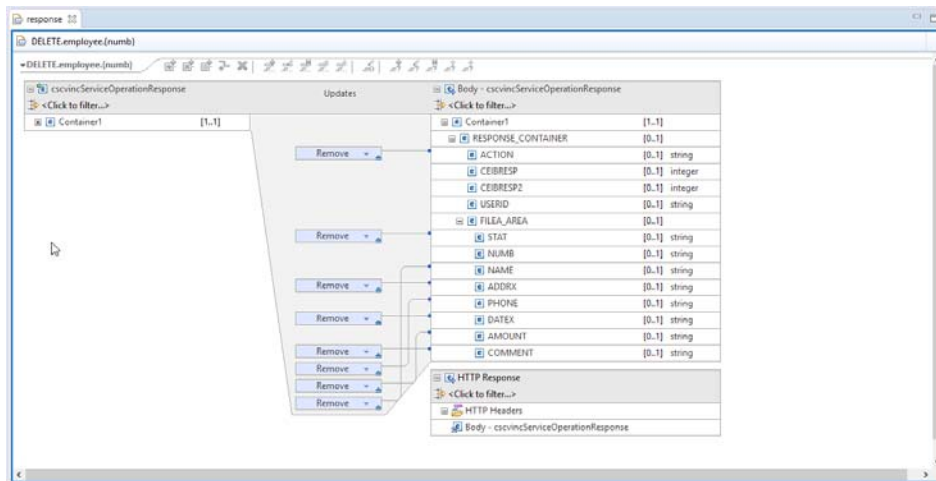 response
DELETE.employee.{numb}
DELETE.employee.{numb}
cscvincServiceOperationResponse
<Click to filter...>
Container1 [1..1]
Updates
Remove
Remove
Remove
Remove
Remove
Remove
Remove
Remove
Body - cscvincServiceOperationResponse
<Click to filter...>
Container1 [1..1]
RESPONSE_CONTAINER [0..1]
ACTION [0..1] string
CEIBRESP [0..1] integer
CEIBRESP2 [0..1] integer
USERID [0..1] string
FILEA_AREA [0..1]
STAT [0..1] string
NUMB [0..1] string
NAME [0..1] string
ADDRX [0..1] string
PHONE [0..1] string
DATEX [0..1] string
AMOUNT [0..1] string
COMMENT [0..1] string
HTTP Response
<Click to filter...>
HTTP Headers
Body - cscvincServiceOperationResponse